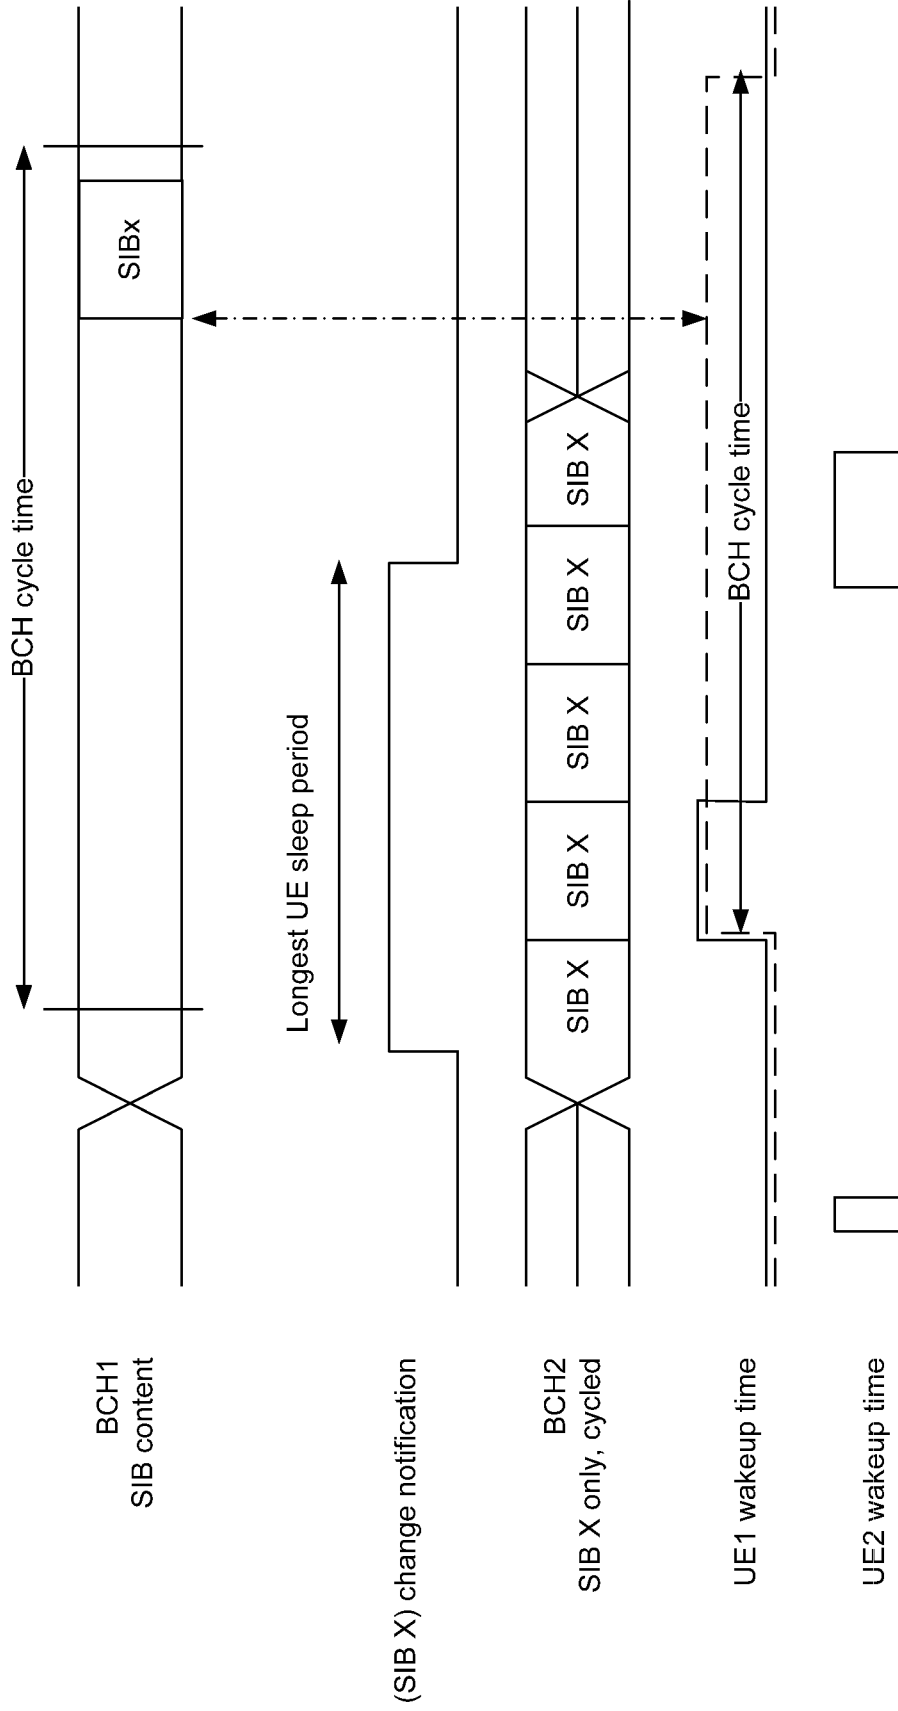 BCH cycle time
BCH1
SIB content
SIBx
Longest UE sleep period
(SIB X) change notification
BCH2
SIB X only, cycled
SIB X
SIB X
SIB X
SIB X
SIB X
UE1 wakeup time
BCH cycle time
UE2 wakeup time